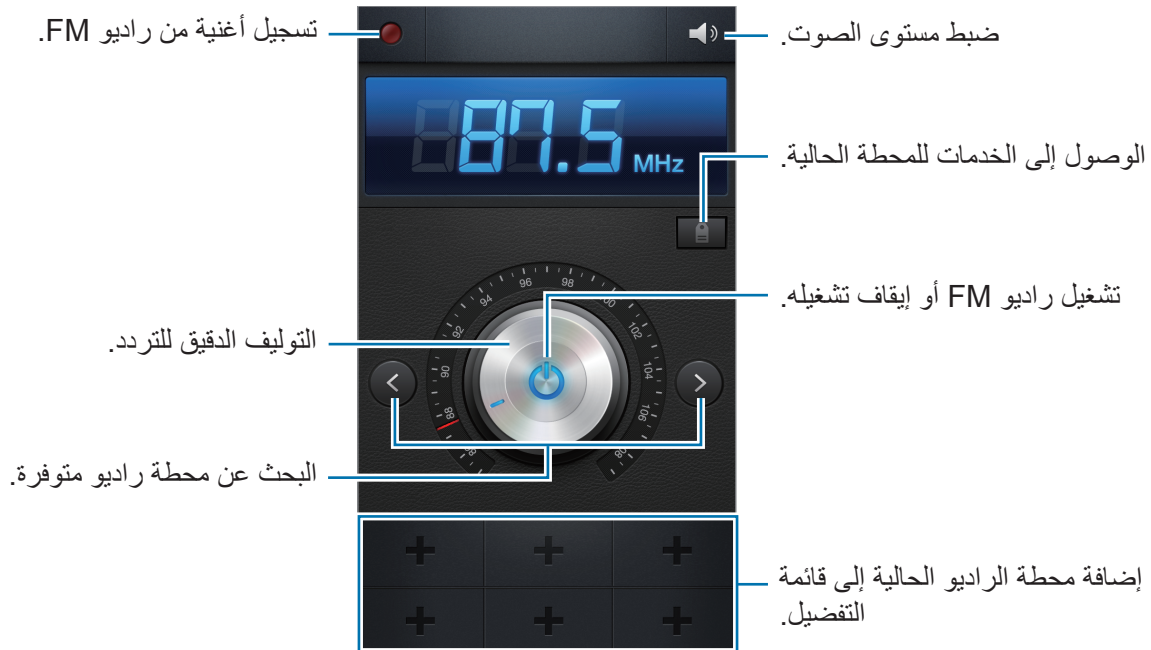 تسجيل أغنية من راديو FM.
ضبط مستوى الصوت.
87.5 MHz
الوصول إلى الخدمات للمحطة الحالية.
تشغيل راديو FM أو إيقاف تشغيله.
التوليف الدقيق للتردد.
88 90 92 94 96 98 100 102 104 106 108
البحث عن محطة راديو متوفرة.
إضافة محطة الراديو الحالية إلى قائمة
التفضيل.